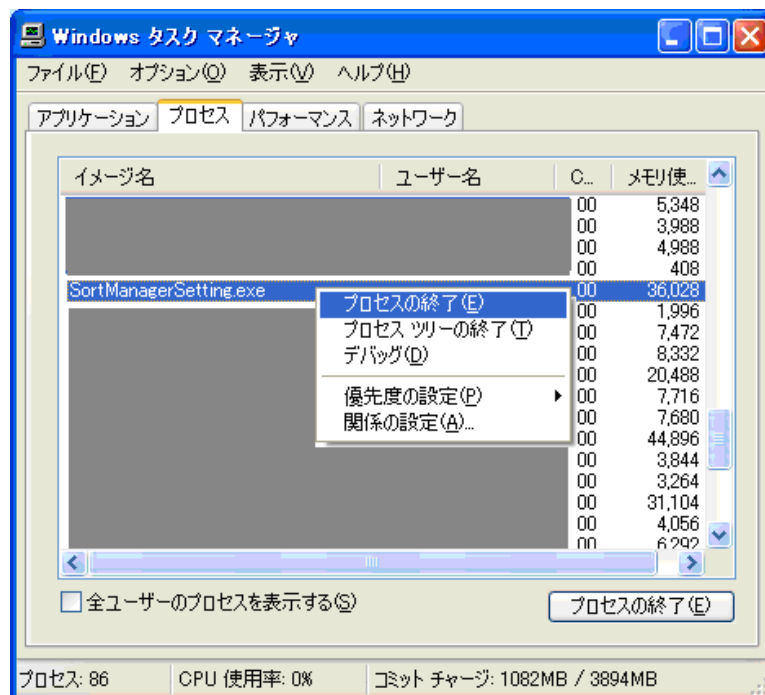 Windows タスク マネージャ
ファイル(F) オプション(O) 表示(V) ヘルプ(H)
アプリケーション プロセス パフォーマンス ネットワーク
イメージ名 ユーザー名 C... メモリ使...
00 5,348
00 3,988
00 4,988
00 408
SortManagerSetting.exe 00 36,028
プロセスの終了(E)
プロセス ツリーの終了(T)
デバッグ(D)
優先度の設定(P)
関係の設定(A)...
00 1,996
00 7,472
00 8,332
00 20,488
00 7,716
00 7,680
00 44,896
00 3,844
00 3,264
00 31,104
00 4,056
00 6,292
全ユーザーのプロセスを表示する(S) プロセスの終了(E)
プロセス: 86 CPU 使用率: 0% コミット チャージ: 1082MB / 3894MB